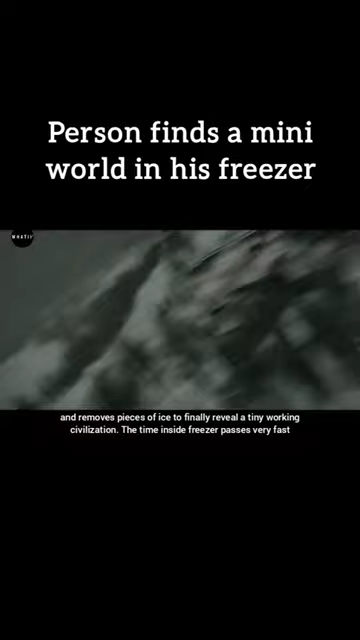 Person finds a mini
world in his freezer
WHATIF
and removes pieces of ice to finally reveal a tiny working
civilization. The time inside freezer passes very fast